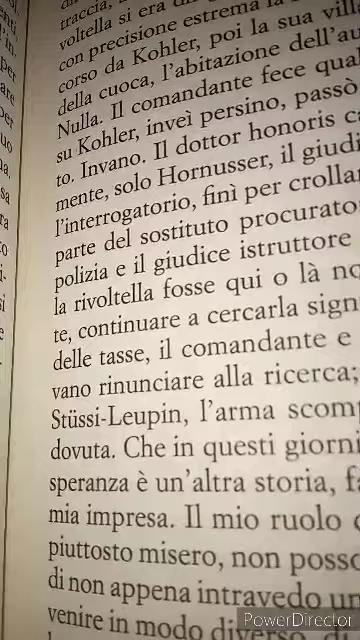 traccia,
voltella si era
con precisione estrema la
corso da Kohler, poi la sua vill
della cuoca, l'abitazione dell'au
Nulla. Il comandante fece qual
su Kohler, inveì persino, passò
to. Invano. Il dottor honoris ca
mente, solo Hornusser, il giudi
l'interrogatorio, finì per crollar
parte del sostituto procurato
polizia e il giudice istruttore
la rivoltella fosse qui o là no
te, continuare a cercarla sign
delle tasse, il comandante e
vano rinunciare alla ricerca;
Stüssi-Leupin, l'arma scomp
dovuta. Che in questi giorni
speranza è un'altra storia, fa
mia impresa. Il mio ruolo
piuttosto misero, non posso
di non appena intravedo un
venire in modo diverso, d
PowerDirector